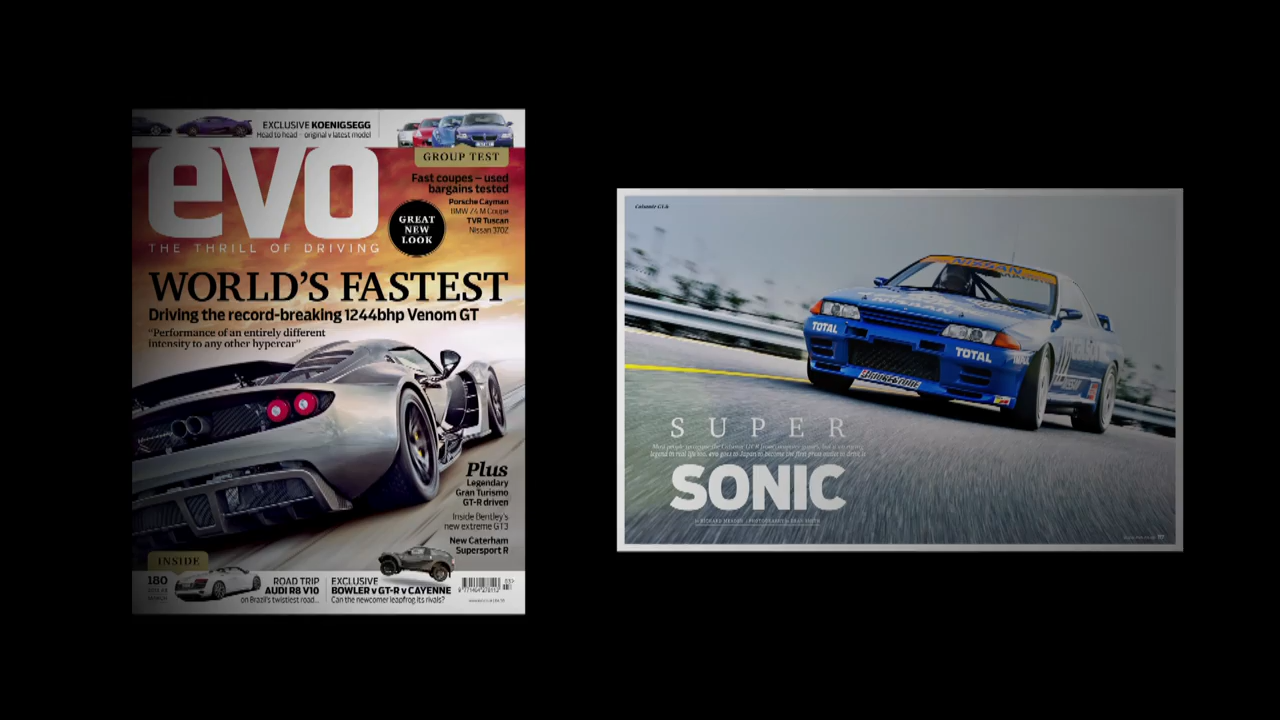 EXCLUSIVE KOENIGSEGG
Head to head - original v latest model
evo
THE THRILL OF DRIVING
GROUP TEST
Fast coupes – used
bargains tested
Porsche Cayman
BMW Z4 M Coupe
TVR Tuscan
Nissan 370Z
GREAT
NEW
LOOK
WORLD'S FASTEST
Driving the record-breaking 1244bhp Venom GT
“Performance of an entirely different
intensity to any other hypercar”
Plus
Legendary
Gran Turismo
GT-R driven
Inside Bentley's
new extreme GT3
New Caterham
Supersport R
INSIDE
180
ROAD TRIP
AUDI R8 V10
on Brazil's twistiest road...
EXCLUSIVE
BOWLER v GT-R v CAYENNE
Can the newcomer leapfrog its rivals?
Calsonic GT-R
NISSAN
TOTAL
TOTAL
BRIDGESTONE
SUPER
SONIC